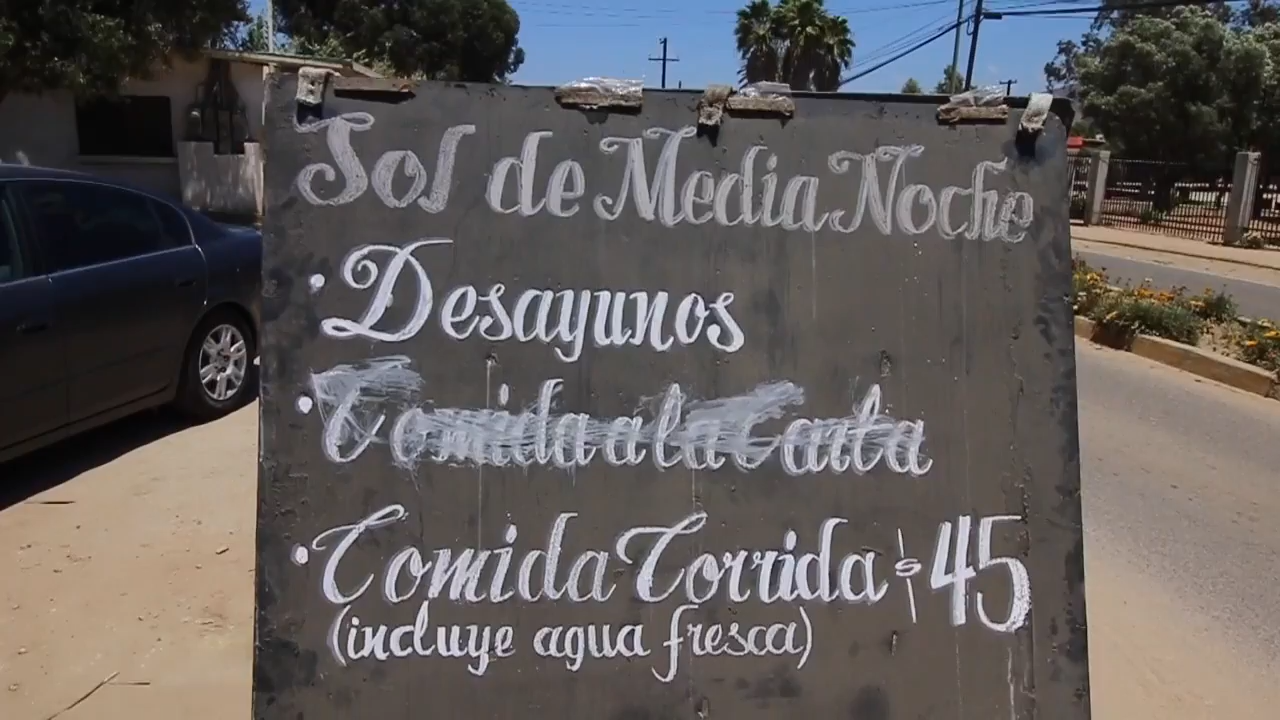 Sol de Media Noche
· Desayunos
· Comida a la Carta
· Comida Corrida $45
(incluye agua fresca)